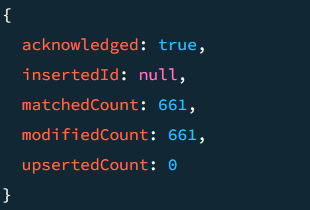 {
  acknowledged: true,
  insertedId: null,
  matchedCount: 661,
  modifiedCount: 661,
  upsertedCount: 0
}